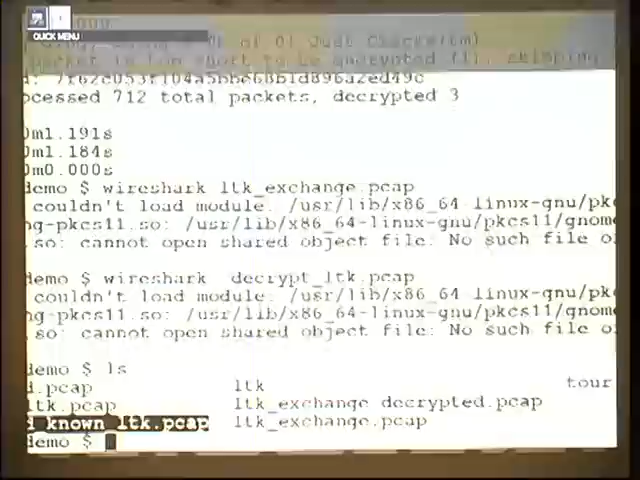 QUICK MENU
processed 712 total packets, decrypted 3
0m1.191s
0m1.184s
0m0.000s
demo $ wireshark ltk_exchange.pcap
couldn't load module: /usr/lib/x86_64-linux-gnu/pk
ng-pkcs11.so: /usr/lib/x86_64-linux-gnu/pkcs11/gnome
.so: cannot open shared object file: No such file o
demo $ wireshark decrypt_ltk.pcap
couldn't load module: /usr/lib/x86_64-linux-gnu/pk
ng-pkcs11.so: /usr/lib/x86_64-linux-gnu/pkcs11/gnome
.so: cannot open shared object file: No such file o
demo $ ls
d.pcap ltk tour
ltk.pcap ltk_exchange_decrypted.pcap
i_known_ltk.pcap ltk_exchange.pcap
demo $